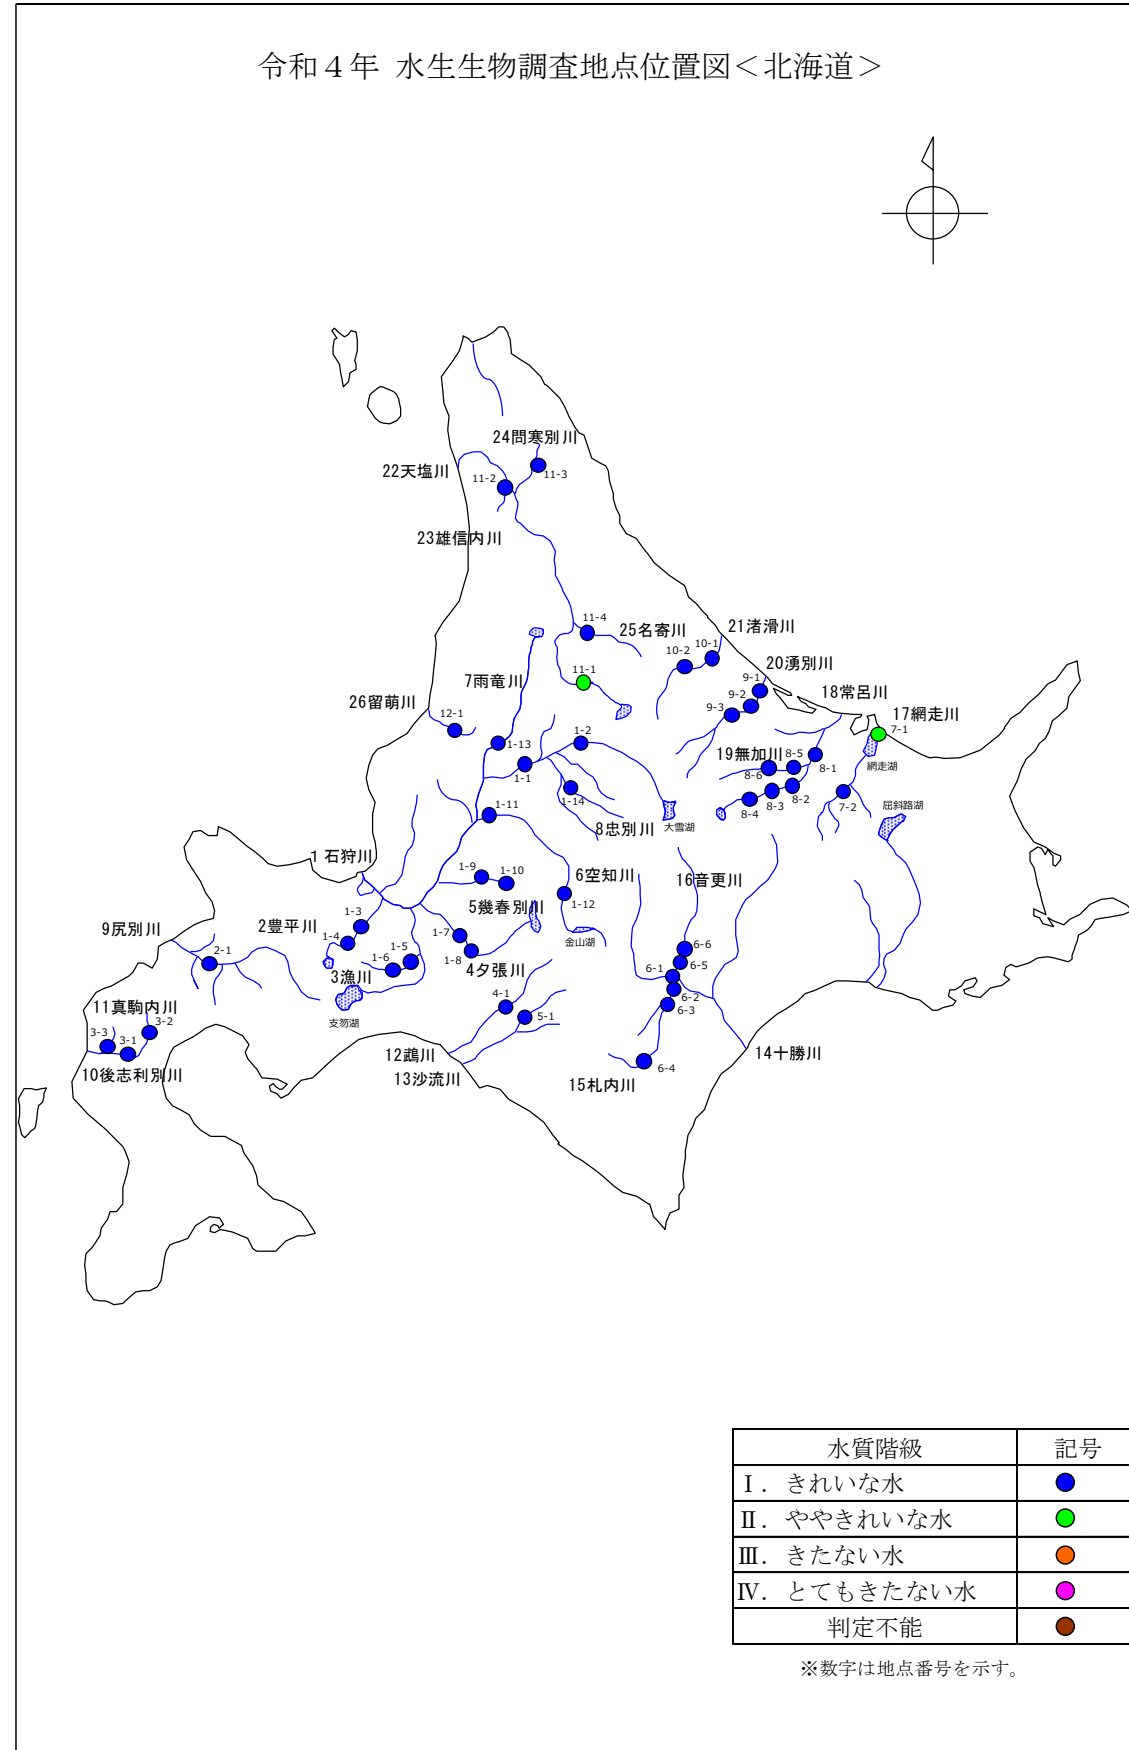 令和４年 水生生物調査地点位置図＜北海道＞
24問寒別川
22天塩川
11-2
11-3
23雄信内川
11-4
25名寄川
21渚滑川
10-2
10-1
20湧別川
11-1
7雨竜川
9-1
9-2
9-3
18常呂川
26留萌川
17網走川
7-1
12-1
1-13
1-2
1-1
19無加川
8-5
8-1
8-6
網走湖
1-14
8-4
8-3
8-2
7-2
屈斜路湖
1-11
8忠別川
大雪湖
1石狩川
1-9
1-10
6空知川
16音更川
5幾春別川
1-12
9尻別川
2豊平川
1-3
1-4
1-7
金山湖
2-1
1-5
1-6
1-8
4夕張川
6-6
6-5
6-1
3漁川
支笏湖
6-2
6-3
11真駒内川
4-1
5-1
3-3
3-1
3-2
10後志利別川
12鵡川
13沙流川
14十勝川
15札内川
6-4
水質階級 記号
Ⅰ．きれいな水
Ⅱ．ややきれいな水
Ⅲ．きたない水
Ⅳ．とてもきたない水
判定不能
※数字は地点番号を示す。